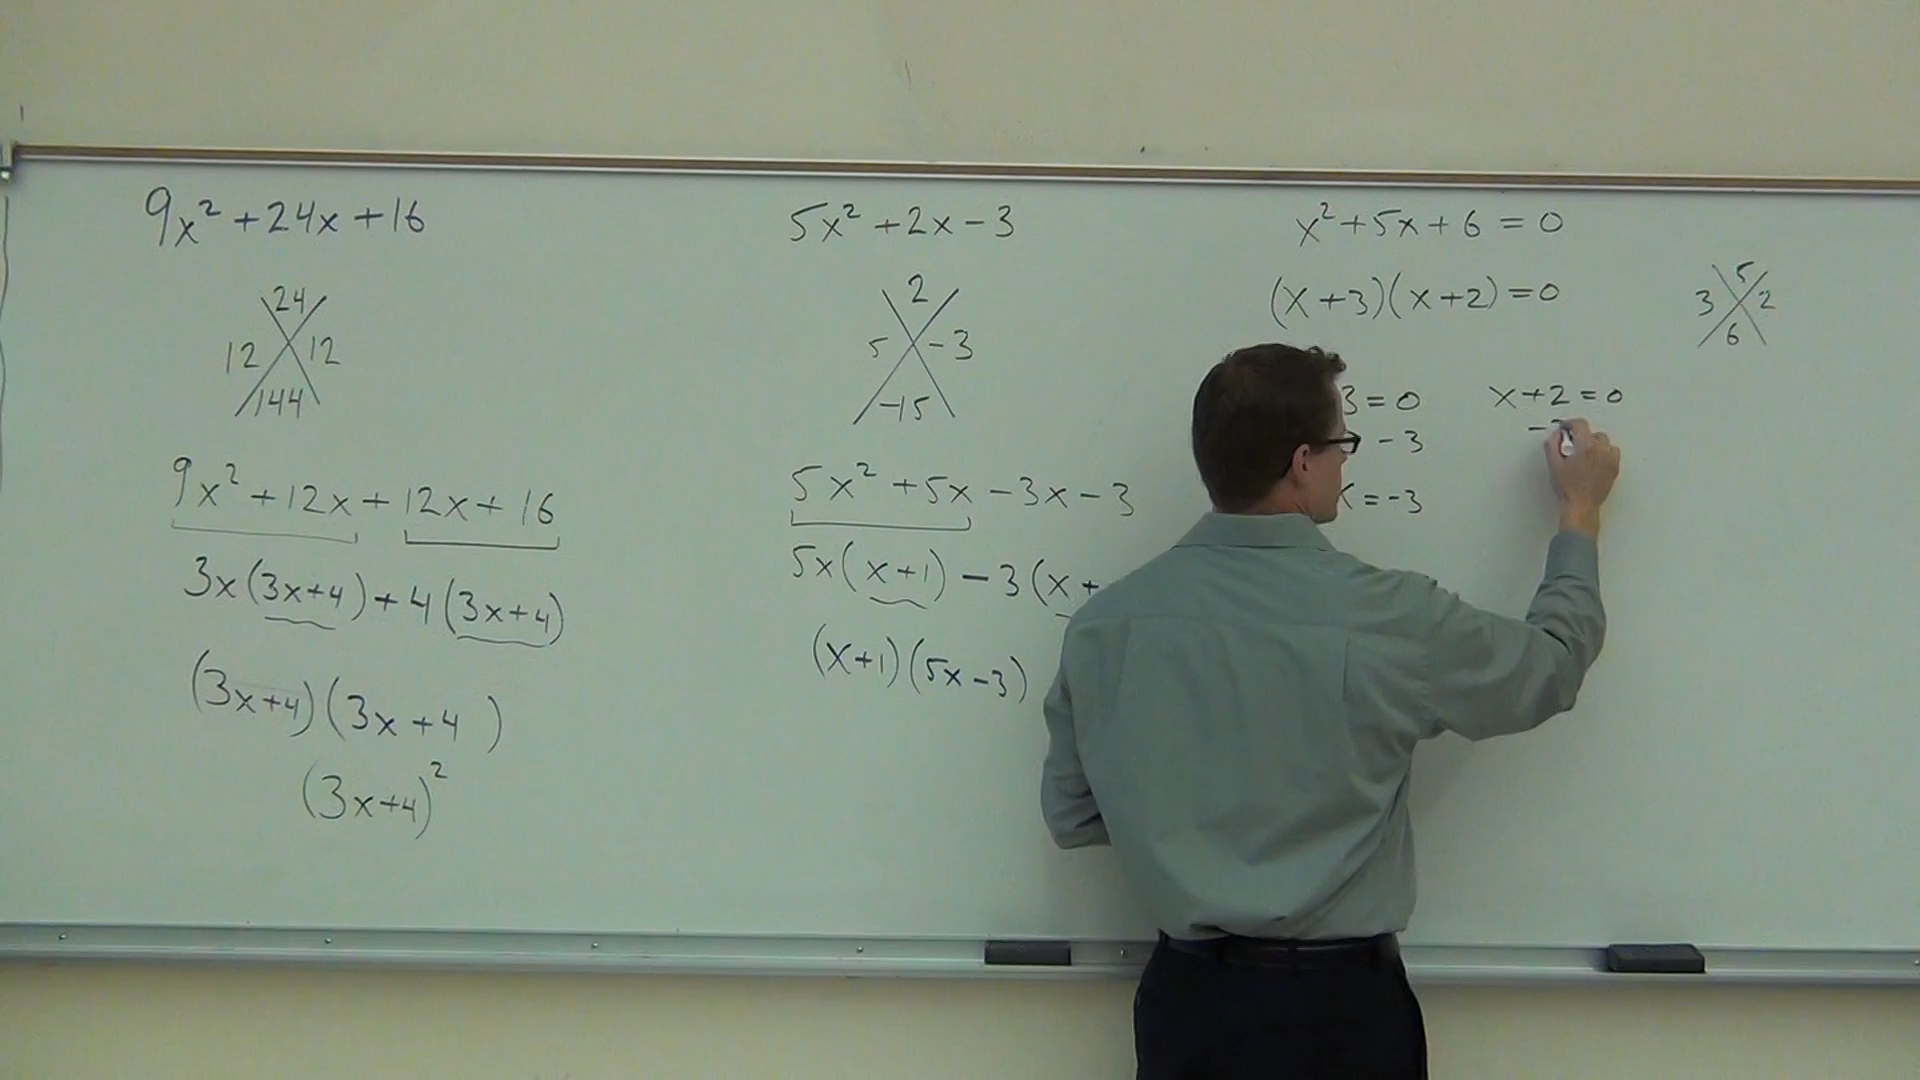 9x² + 24x + 16
24
12 12
144
9x² + 12x + 12x + 16
3x(3x+4) + 4(3x+4)
(3x+4)(3x+4 )
(3x+4)²
5x² + 2x - 3
2
5 -3
-15
5x² + 5x - 3x - 3
5x(x+1) - 3(x+
(x+1)(5x-3)
x² + 5x + 6 = 0
(x+3)(x+2) = 0
5
3 2
6
3 = 0
-3
x = -3
x+2 = 0
-